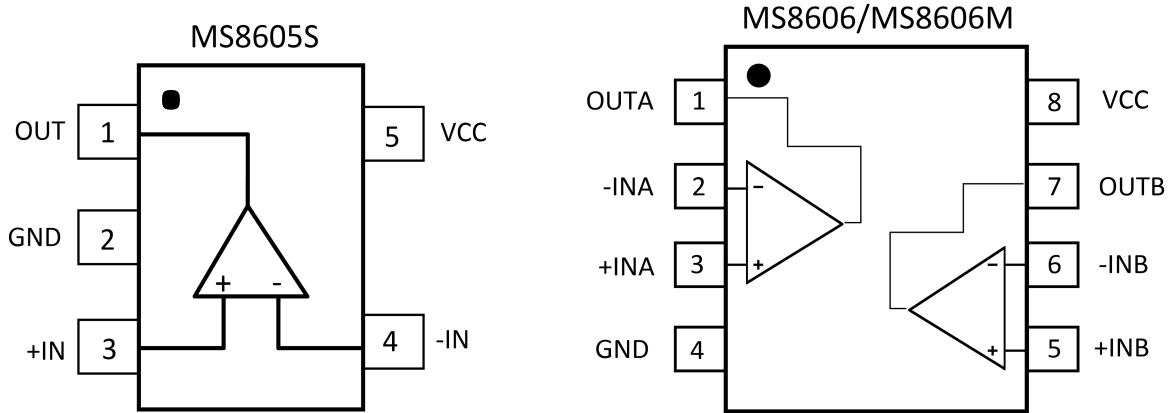 MS8605S
OUT 1
5 VCC
GND 2
+ -
+IN 3
4 -IN
MS8606/MS8606M
OUTA 1
8 VCC
-INA 2 -
7 OUTB
+INA 3 +
- 6 -INB
GND 4
+ 5 +INB